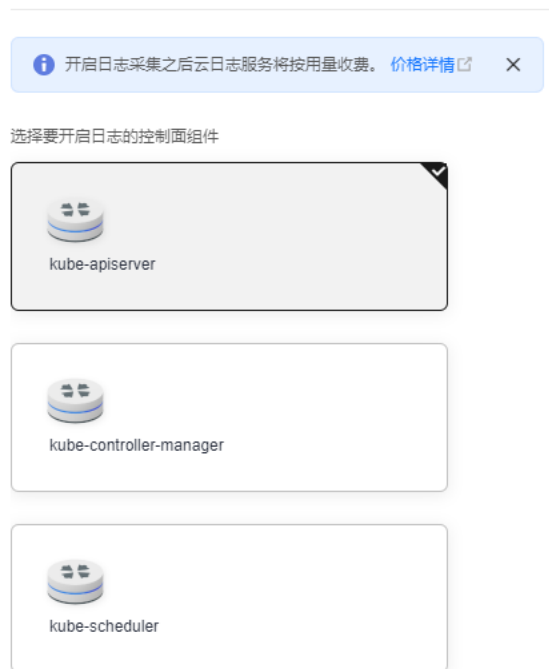 开启日志采集之后云日志服务将按用量收费。 价格详情
选择要开启日志的控制面组件
kube-apiserver
kube-controller-manager
kube-scheduler